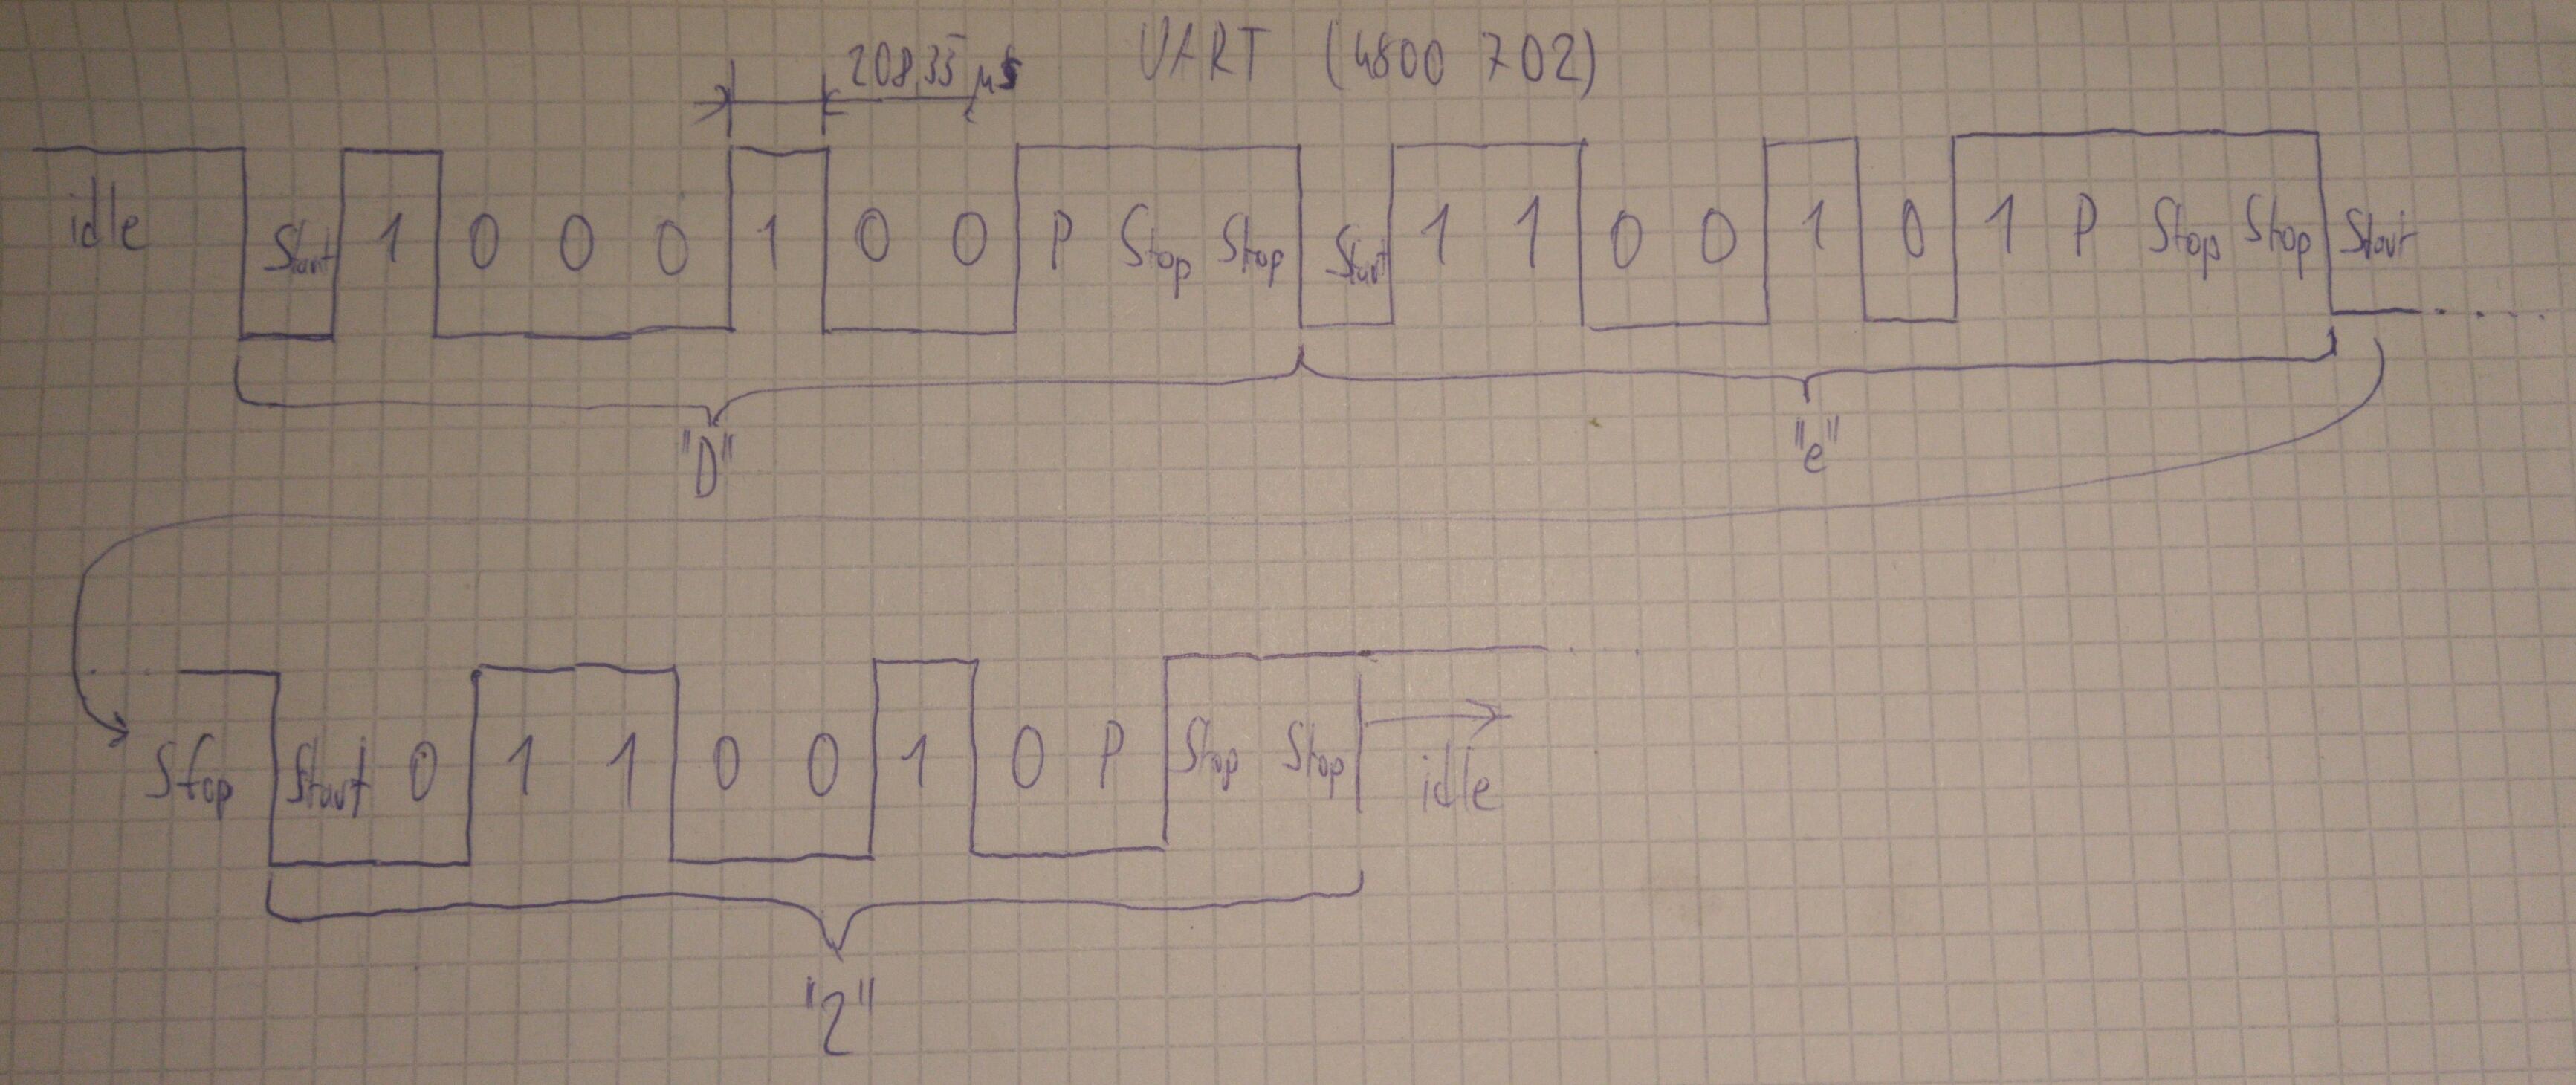 208,35 µs UART (4800 7O2)
idle Start 1 0 0 0 1 0 0 P Stop Stop Start 1 1 0 0 1 0 1 P Stop Stop Start
"D" "e"
Stop Start 0 1 1 0 0 1 0 P Stop Stop idle
"2"